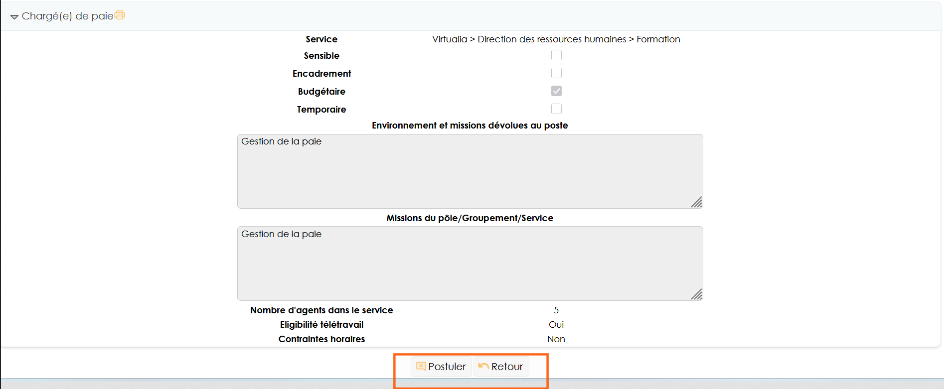 Chargé(e) de paie
Service Virtualia > Direction des ressources humaines > Formation
Sensible
Encadrement
Budgétaire
Temporaire
Environnement et missions dévolues au poste
Gestion de la paie
Missions du pôle/Groupement/Service
Gestion de la paie
Nombre d'agents dans le service 5
Eligibilité télétravail Oui
Contraintes horaires Non
Postuler Retour